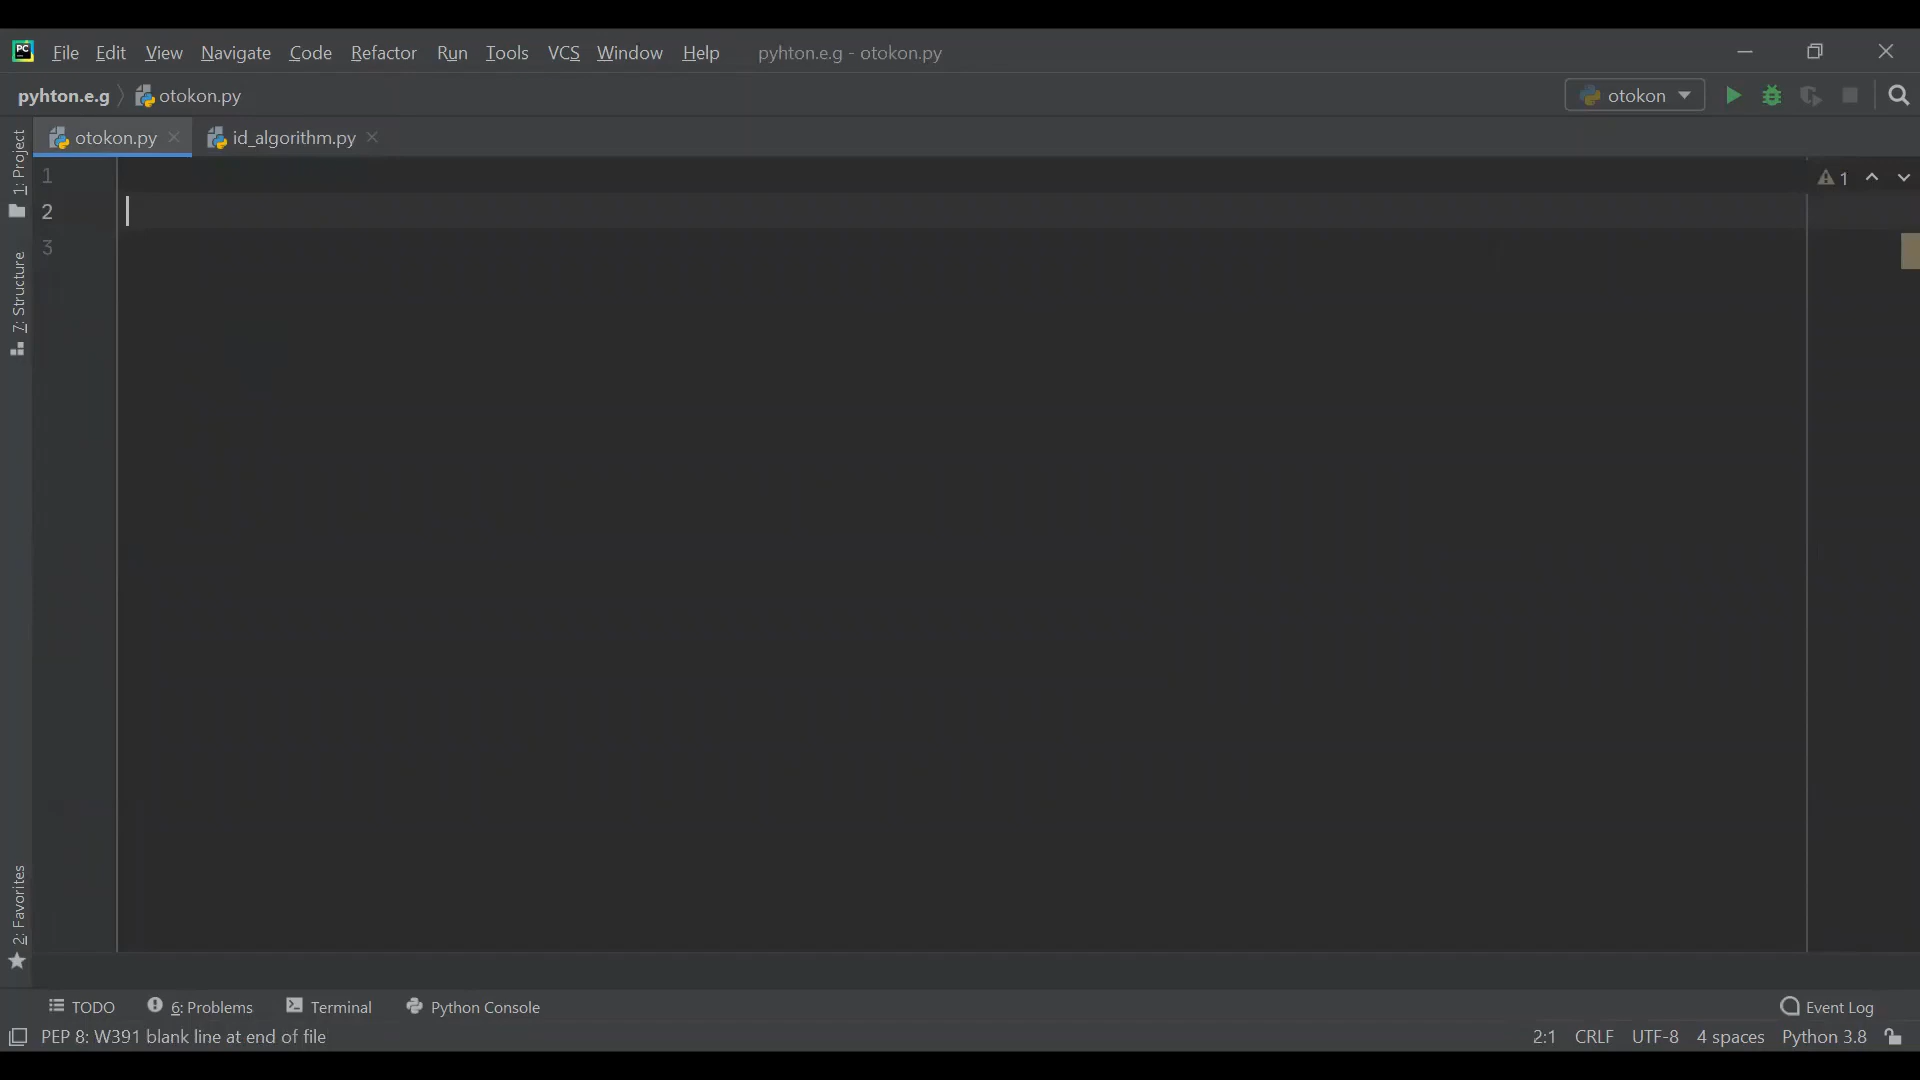 PC File Edit View Navigate Code Refactor Run Tools VCS Window Help pyhton.e.g - otokon.py
pyhton.e.g otokon.py otokon
otokon.py id_algorithm.py
1: Project
7: Structure
2: Favorites
1
2
3
1
TODO 6: Problems Terminal Python Console Event Log
PEP 8: W391 blank line at end of file 2:1 CRLF UTF-8 4 spaces Python 3.8